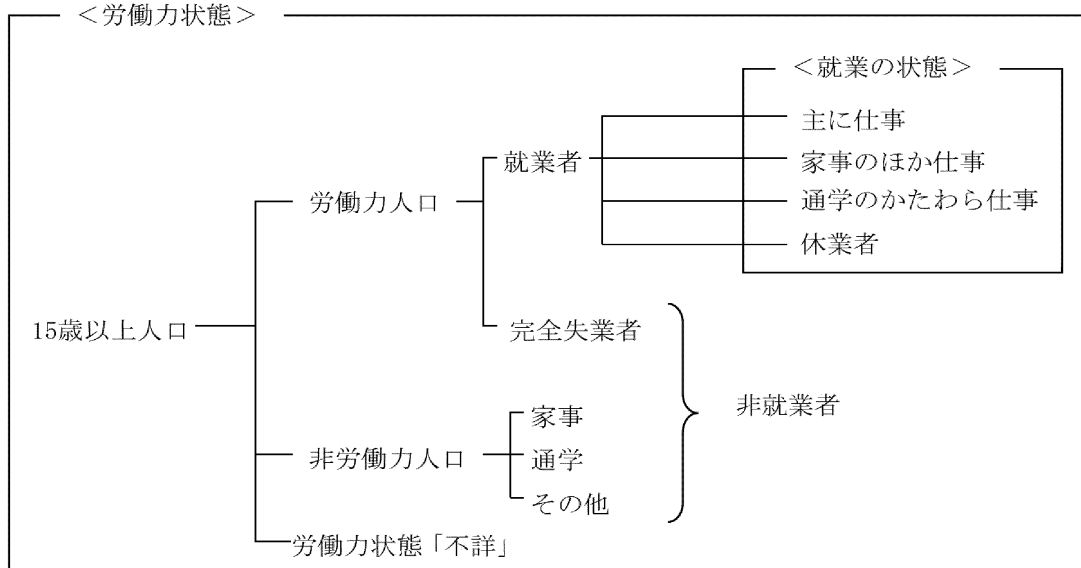 ＜労働力状態＞
＜就業の状態＞
主に仕事
就業者
家事のほか仕事
労働力人口
通学のかたわら仕事
休業者
15歳以上人口
完全失業者
非就業者
家事
非労働力人口
通学
その他
労働力状態「不詳」